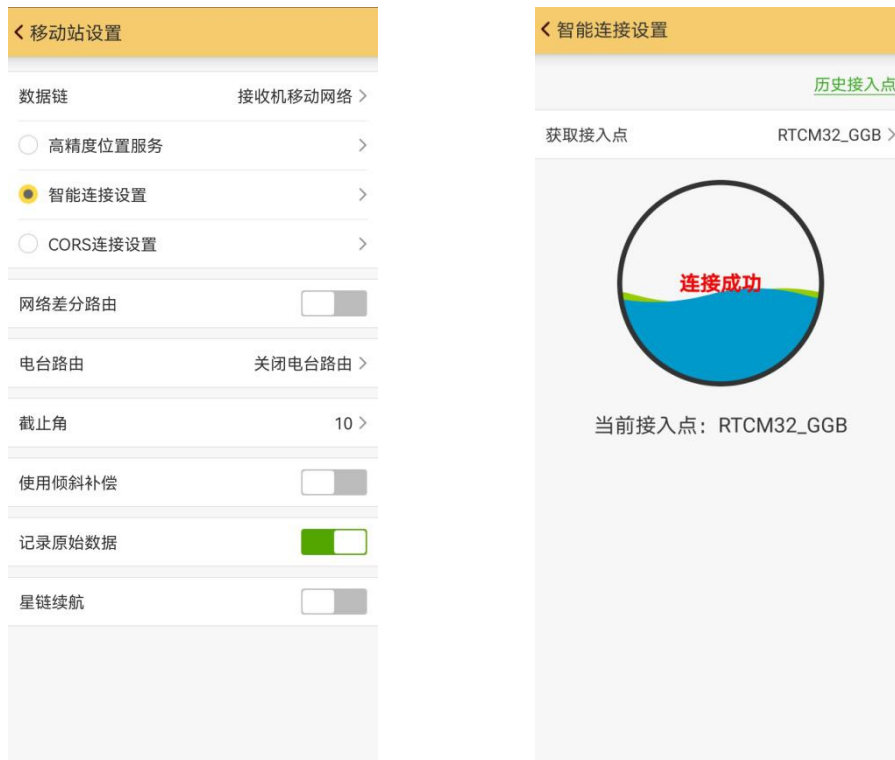 移动站设置
数据链 接收机移动网络
高精度位置服务
智能连接设置
CORS连接设置
网络差分路由
电台路由 关闭电台路由
截止角 10
使用倾斜补偿
记录原始数据
星链续航
智能连接设置
历史接入点
获取接入点 RTCM32_GGB
连接成功
当前接入点：RTCM32_GGB